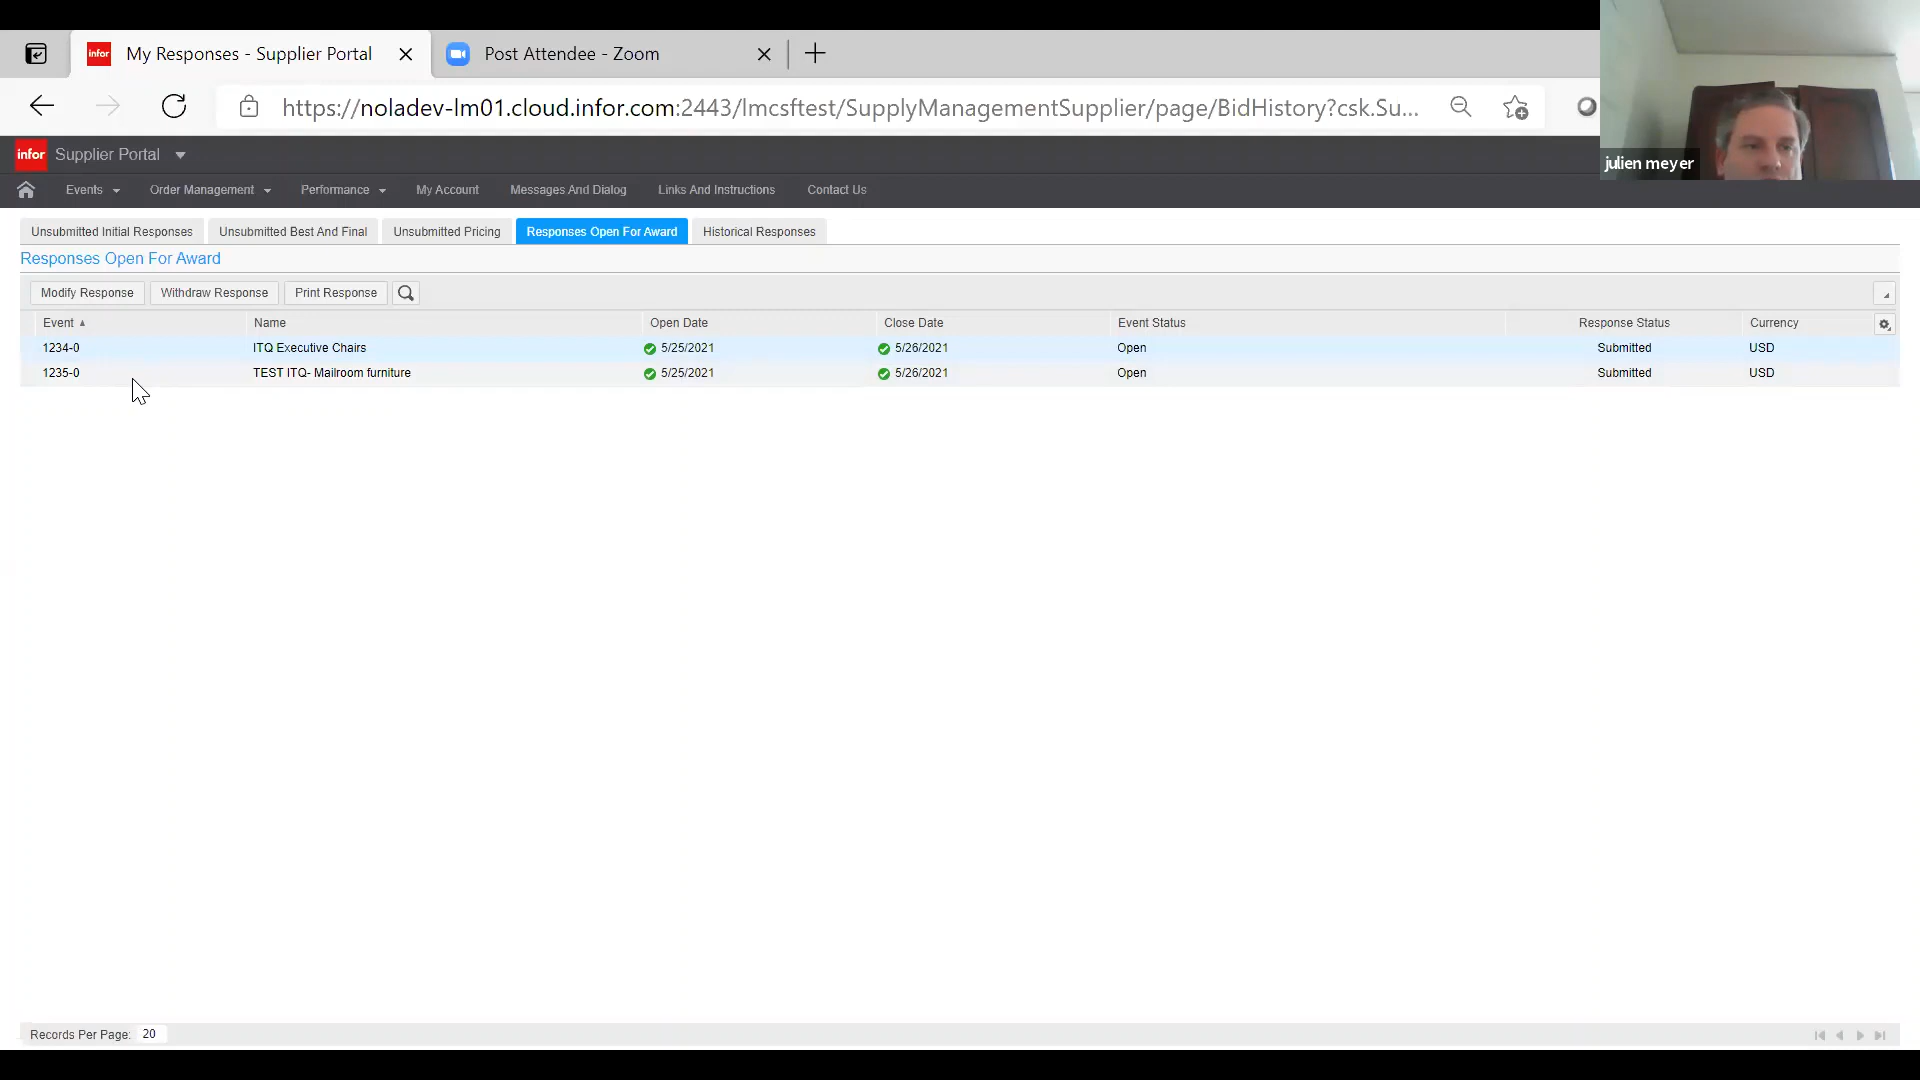 infor My Responses - Supplier Portal Post Attendee - Zoom
https://noladev-lm01.cloud.infor.com:2443/lmcsftest/SupplyManagementSupplier/page/BidHistory?csk.Su...
julien meyer
infor Supplier Portal
Events Order Management Performance My Account Messages And Dialog Links And Instructions Contact Us
Unsubmitted Initial Responses Unsubmitted Best And Final Unsubmitted Pricing Responses Open For Award Historical Responses
Responses Open For Award
Modify Response Withdraw Response Print Response
Event Name Open Date Close Date Event Status Response Status Currency
1234-0 ITQ Executive Chairs 5/25/2021 5/26/2021 Open Submitted USD
1235-0 TEST ITQ- Mailroom furniture 5/25/2021 5/26/2021 Open Submitted USD
Records Per Page: 20